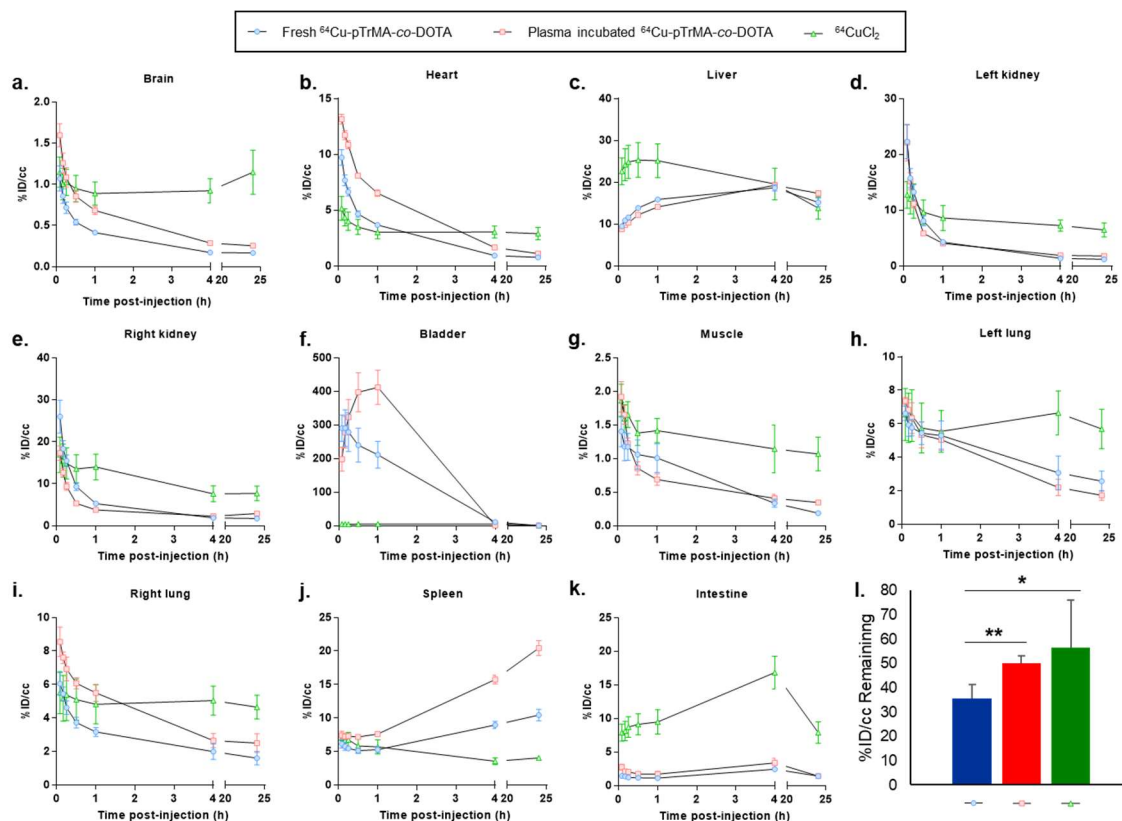 Fresh ⁶⁴Cu-pTrMA-co-DOTA Plasma incubated ⁶⁴Cu-pTrMA-co-DOTA ⁶⁴CuCl₂
a. Brain
2.0
1.5
1.0
0.5
0.0
% ID/cc
0 1 3 4 20 25
Time post-injection (h)
b. Heart
15
10
5
0
% ID/cc
0 1 2 3 4 20 25
Time post-injection (h)
c. Liver
40
30
20
10
0
% ID/cc
0 1 2 3 4 20 25
Time post-injection (h)
d. Left kidney
30
20
10
0
% ID/cc
0 1 2 3 4 20 25
Time post-injection (h)
e. Right kidney
40
30
20
10
0
% ID/cc
0 1 3 4 20 25
Time post-injection (h)
f. Bladder
500
400
300
200
100
0
% ID/cc
0 1 2 3 4 20 25
Time post-injection (h)
g. Muscle
2.5
2.0
1.5
1.0
0.5
0.0
% ID/cc
0 1 2 3 4 20 25
Time post-injection (h)
h. Left lung
8
6
4
2
0
% ID/cc
0 1 2 3 4 20 25
Time post-injection (h)
i. Right lung
10
8
6
4
2
0
% ID/cc
0 1 3 4 20 25
Time post-injection (h)
j. Spleen
25
20
15
10
5
0
% ID/cc
0 1 2 3 4 20 25
Time post-injection (h)
k. Intestine
20
15
10
5
0
% ID/cc
0 1 2 3 4 20 25
Time post-injection (h)
l.
80
70
60
50
40
30
20
10
0
%ID/cc Remaininng
*
**